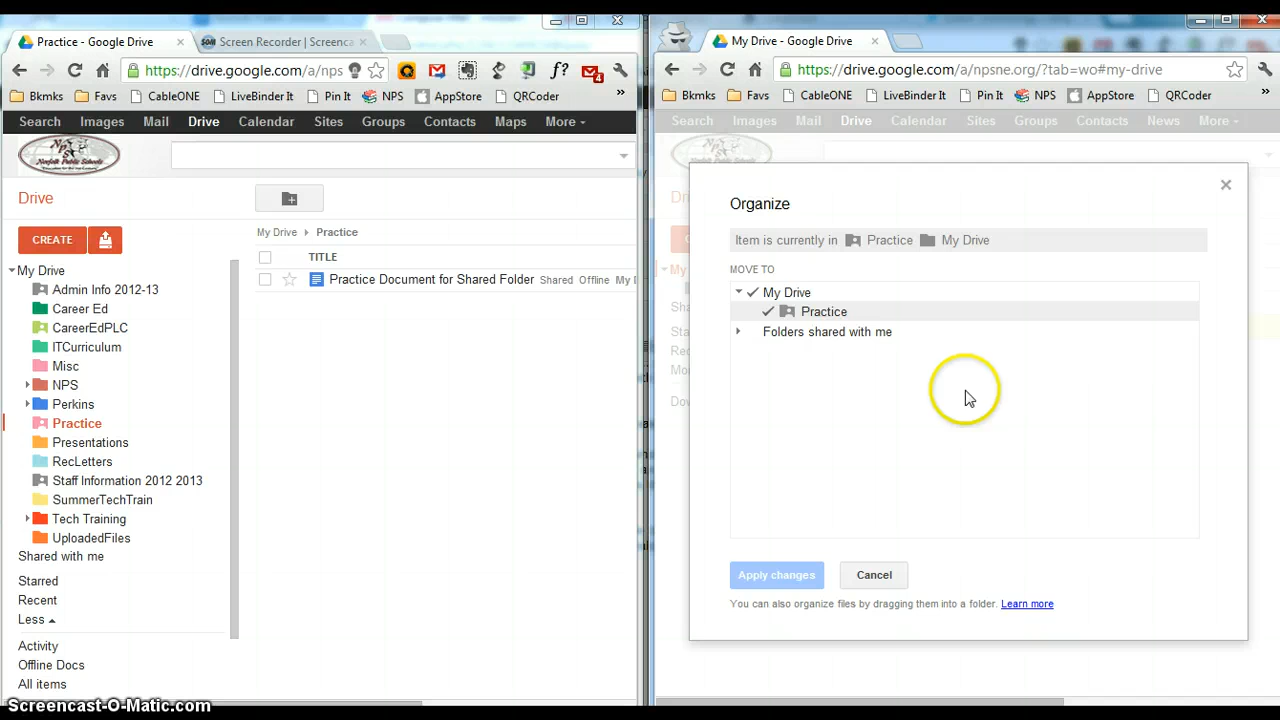 Practice - Google Drive
Screen Recorder | Screenca
https://drive.google.com/a/nps
4
Bkmks
Favs
CableONE
LiveBinder It
Pin It
NPS
AppStore
QRCoder
»
Search Images Mail Drive Calendar Sites Groups Contacts Maps More
NPS
Norfolk Public Schools
Drive
CREATE
My Drive
Admin Info 2012-13
Career Ed
CareerEdPLC
ITCurriculum
Misc
NPS
Perkins
Practice
Presentations
RecLetters
Staff Information 2012 2013
SummerTechTrain
Tech Training
UploadedFiles
Shared with me
Starred
Recent
Less
Activity
Offline Docs
All items
My Drive Practice
TITLE
Practice Document for Shared Folder Shared Offline My D
My Drive - Google Drive
https://drive.google.com/a/npsne.org/?tab=wo#my-drive
Bkmks
Favs
CableONE
LiveBinder It
Pin It
NPS
AppStore
QRCoder
»
Search Images Mail Drive Calendar Sites Groups Contacts News More
Organize
Item is currently in Practice My Drive
MOVE TO
My Drive
Practice
Folders shared with me
Apply changes
Cancel
You can also organize files by dragging them into a folder. Learn more
Screencast-O-Matic.com